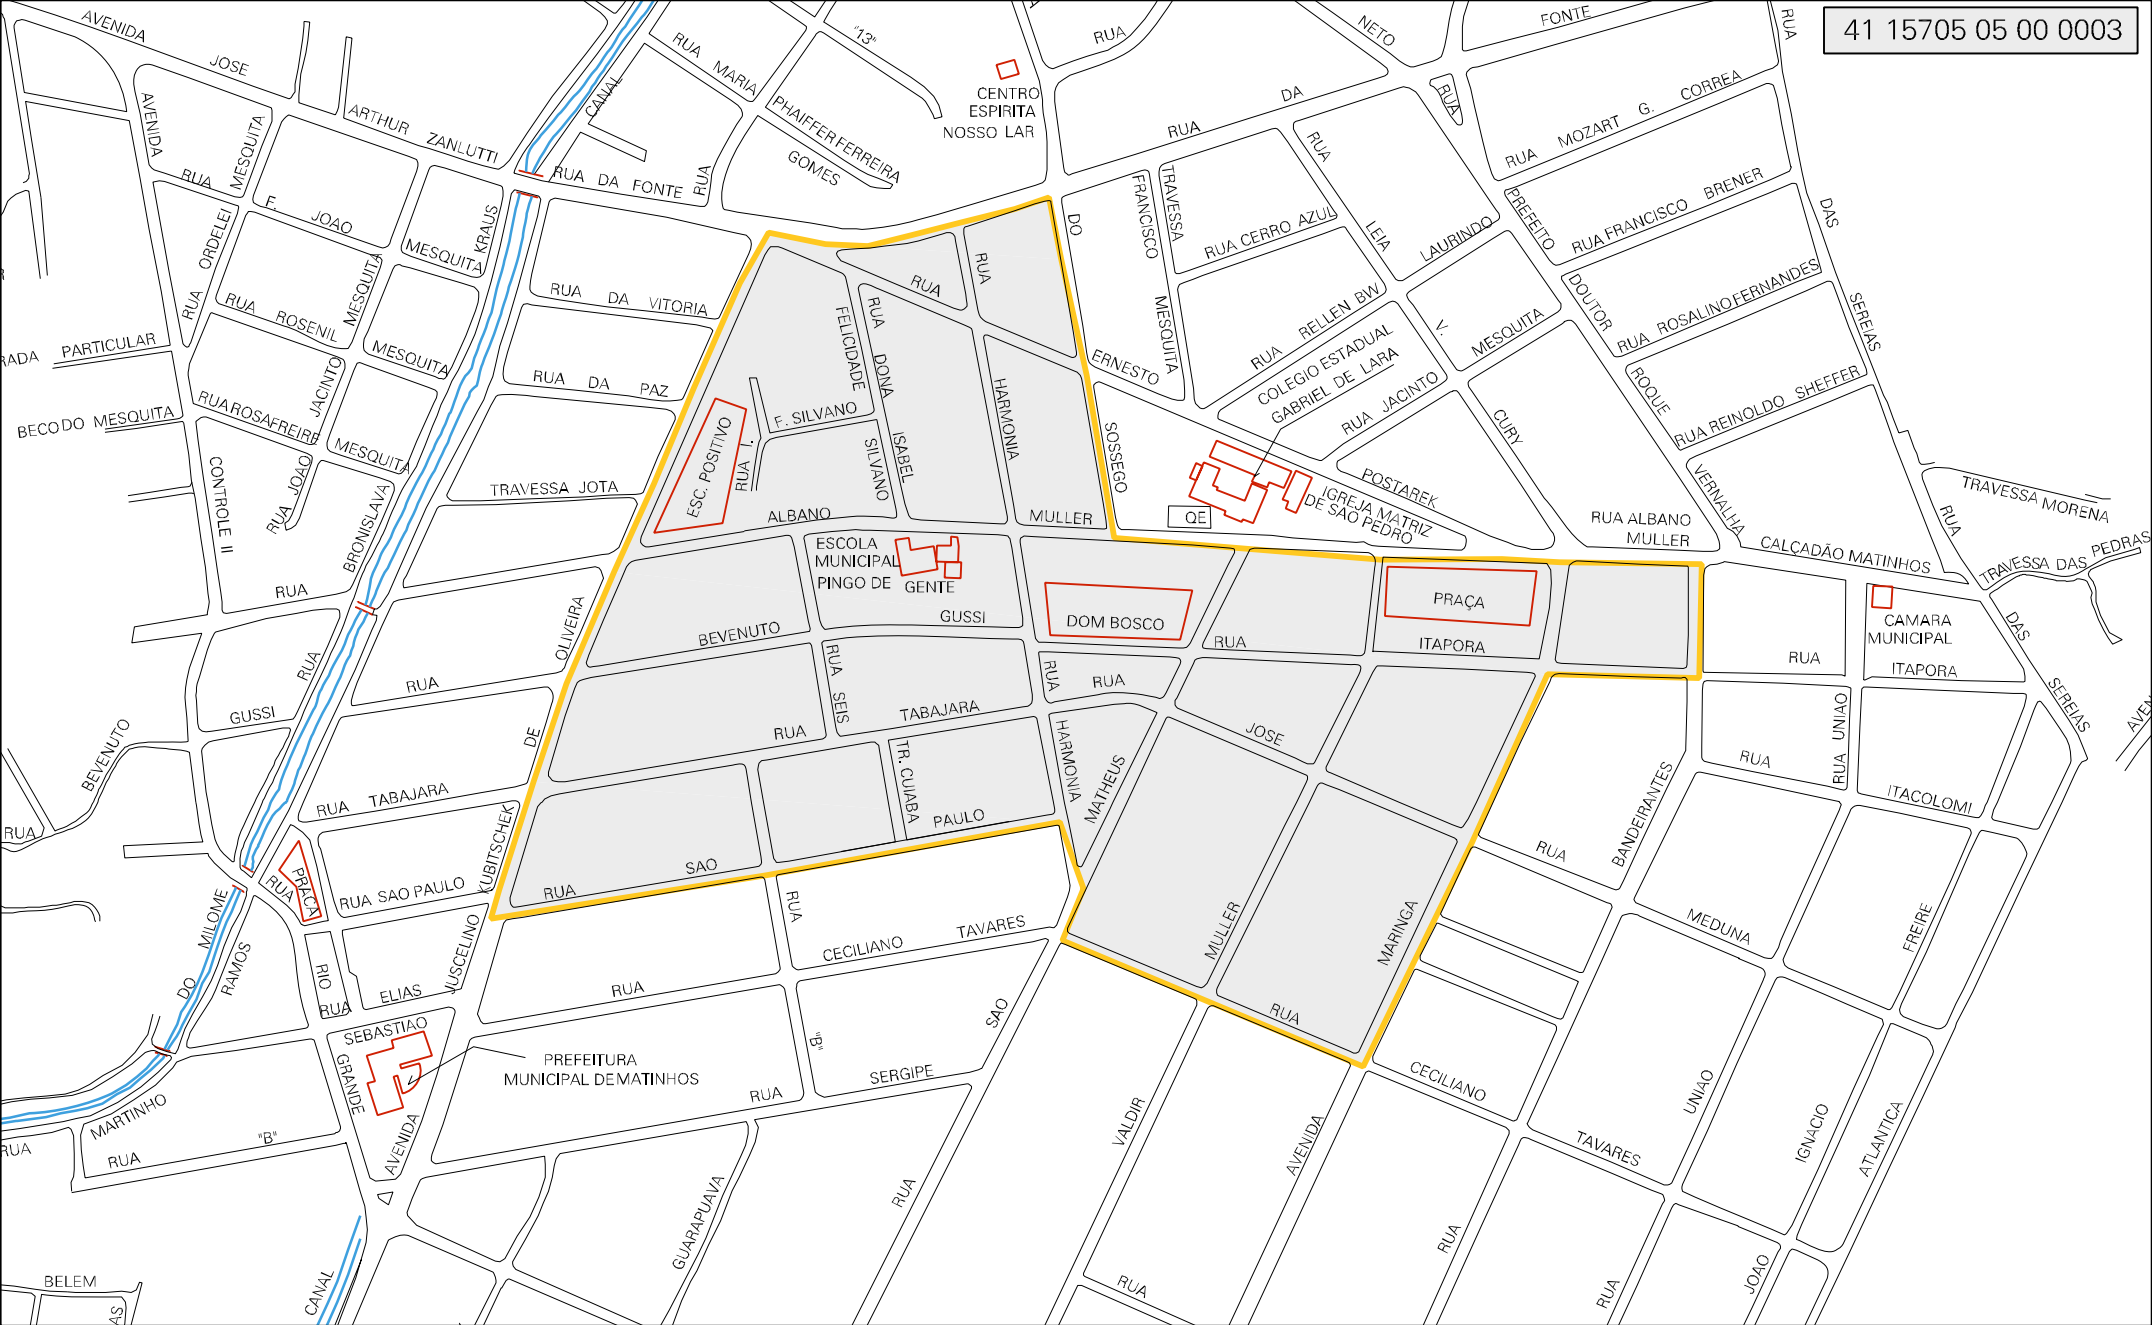 41 15705 05 00 0003
AVENIDA
JOSE
ARTHUR ZANLUTTI
RUA
MARIA
"13"
RUA
NETO
FONTE
RUA
CANAL
PHAIFFER FERREIRA
GOMES
CENTRO
ESPIRITA
NOSSO LAR
RUA DA
RUA
RUA MOZART G. CORREA
AVENIDA
MESQUITA
RUA F. JOAO MESQUITA
KRAUS
RUA DA FONTE
RUA
RUA
ORDELEI
MESQUITA
RUA ROSENIL MESQUITA
RUA DA VITORIA
RUA
RUA
DO
FRANCISCO
MESQUITA
TRAVESSA
RUA CERRO AZUL
RUA
LEIA
LAURINDO
PREFEITO
RUA FRANCISCO BRENER
DAS
RADA PARTICULAR
BECO DO MESQUITA
RUA ROSAFREIRE
MESQUITA
JACINTO
RUA JOAO
RUA DA PAZ
FELICIDADE
RUA DONA
ISABEL
HARMONIA
ERNESTO
RUA RELLEN BW
V.
MESQUITA
DOUTOR
RUA ROSALINO FERNANDES
SEREIAS
COLEGIO ESTADUAL
GABRIEL DE LARA
RUA JACINTO
CURY
ROQUE
RUA REINOLDO SHEFFER
CONTROLE II
BRONISLAVA
TRAVESSA JOTA
ESC. POSITIVO
RUA I.
F. SILVANO
SILVANO
SOSSEGO
ALBANO
MULLER
QE
IGREJA MATRIZ
DE SAO PEDRO
POSTAREK
VERNALHA
RUA ALBANO
MULLER
CALÇADÃO MATINHOS
RUA
TRAVESSA MORENA
TRAVESSA DAS PEDRAS
ESCOLA
MUNICIPAL
PINGO DE GENTE
RUA
RUA
GUSSI
BEVENUTO
RUA
OLIVEIRA
BEVENUTO
GUSSI
DOM BOSCO
PRAÇA
RUA
ITAPORA
RUA
ITAPORA
CAMARA
MUNICIPAL
DAS
SEREIAS
AVEN
DE
RUA
SEIS
RUA
TABAJARA
RUA
HARMONIA
RUA
JOSE
MATHEUS
RUA UNIAO
RUA
ITACOLOMI
BANDEIRANTES
RUA
RUA TABAJARA
TR. CUIABA
PAULO
SAO
RUA
KUBITSCHEK
RUA
MEDUNA
FREIRE
RUA
PRACA
RUA SAO PAULO
MILOME
DO
RAMOS
JUSCELINO
RUA
CECILIANO TAVARES
RUA
MULLER
MARINGA
RUA
RIO
GRANDE
RUA ELIAS
SEBASTIAO
PREFEITURA
MUNICIPAL DE MATINHOS
"B"
SAO
RUA
SERGIPE
MARTINHO
RUA
RUA "B"
AVENIDA
CECILIANO
TAVARES
UNIAO
IGNACIO
ATLANTICA
VALDIR
AVENIDA
RUA
GUARAPUAVA
RUA
RUA
RUA
JOAO
BELEM
AS
CANAL